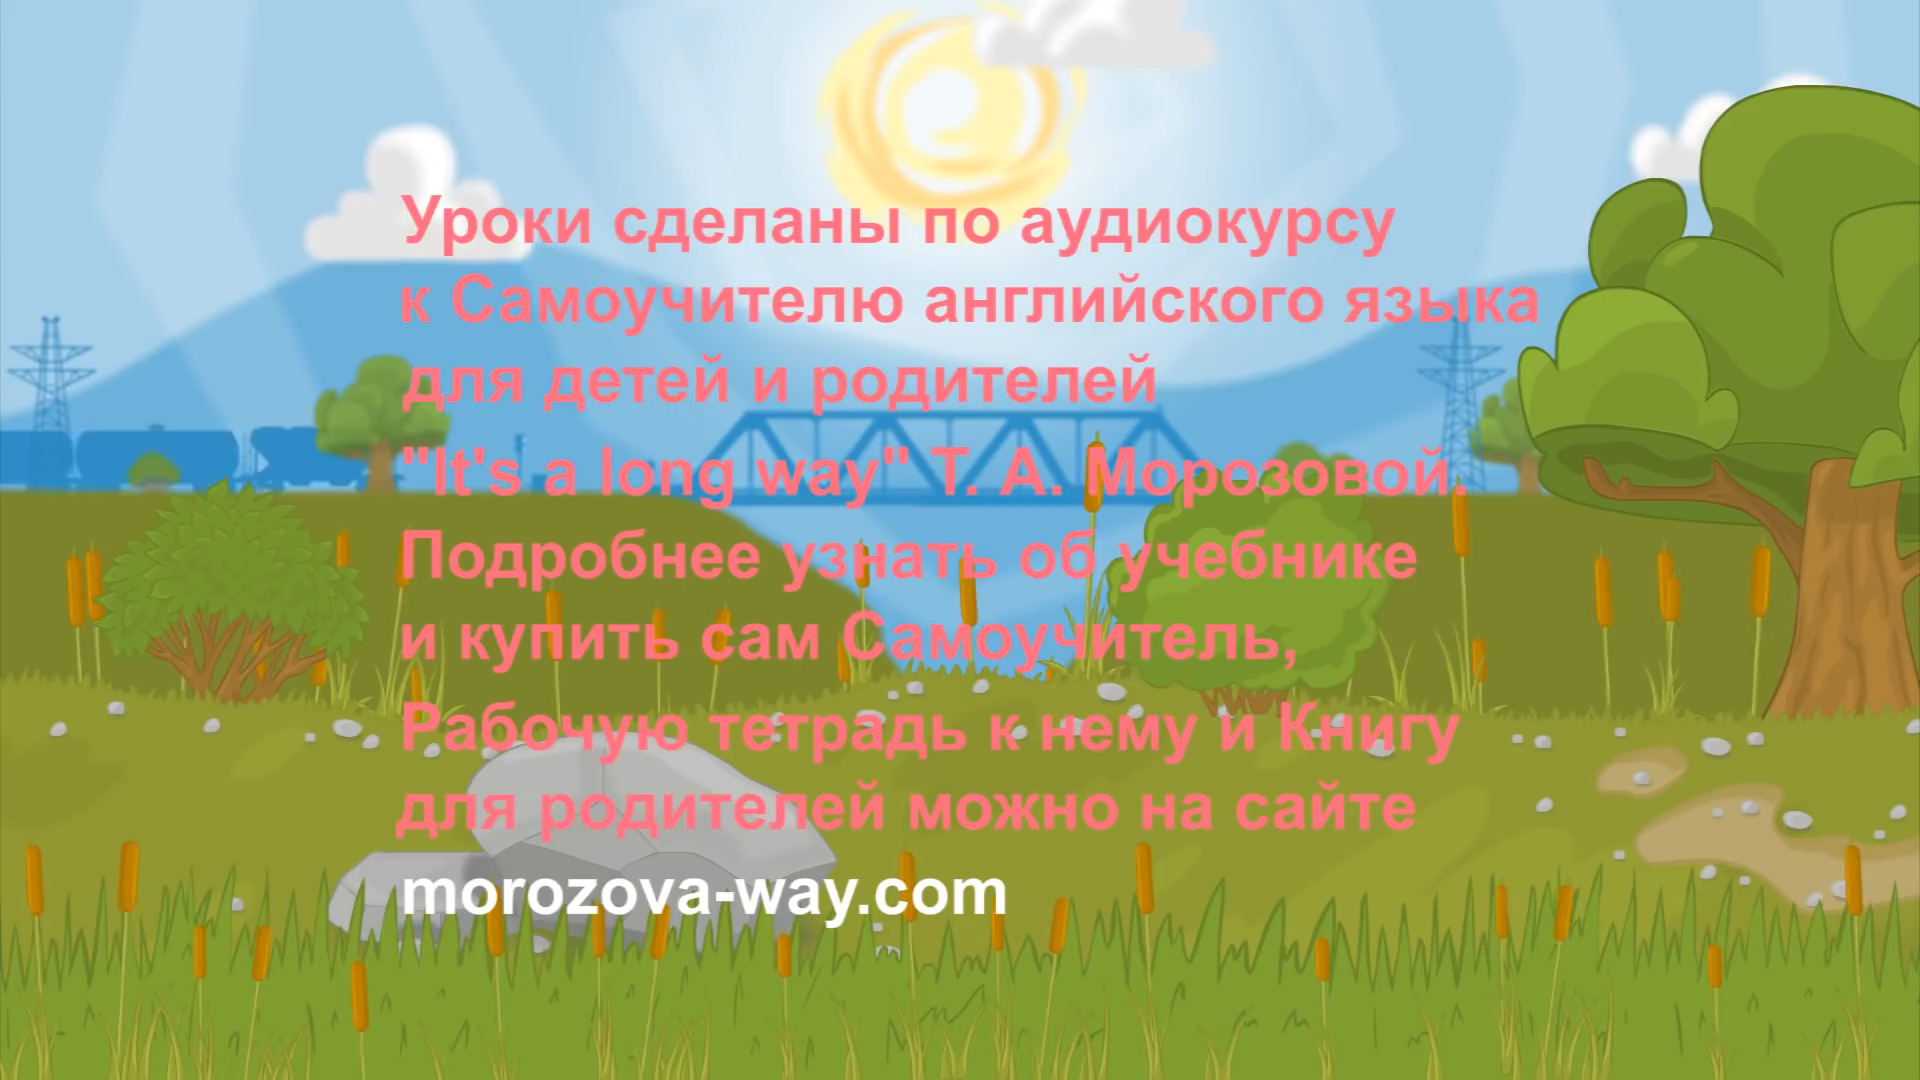 Уроки сделаны по аудиокурсу
к Самоучителю английского языка
для детей и родителей
"It's a long way" Т. А. Морозовой.
Подробнее узнать об учебнике
и купить сам Самоучитель,
Рабочую тетрадь к нему и Книгу
для родителей можно на сайте
morozova-way.com